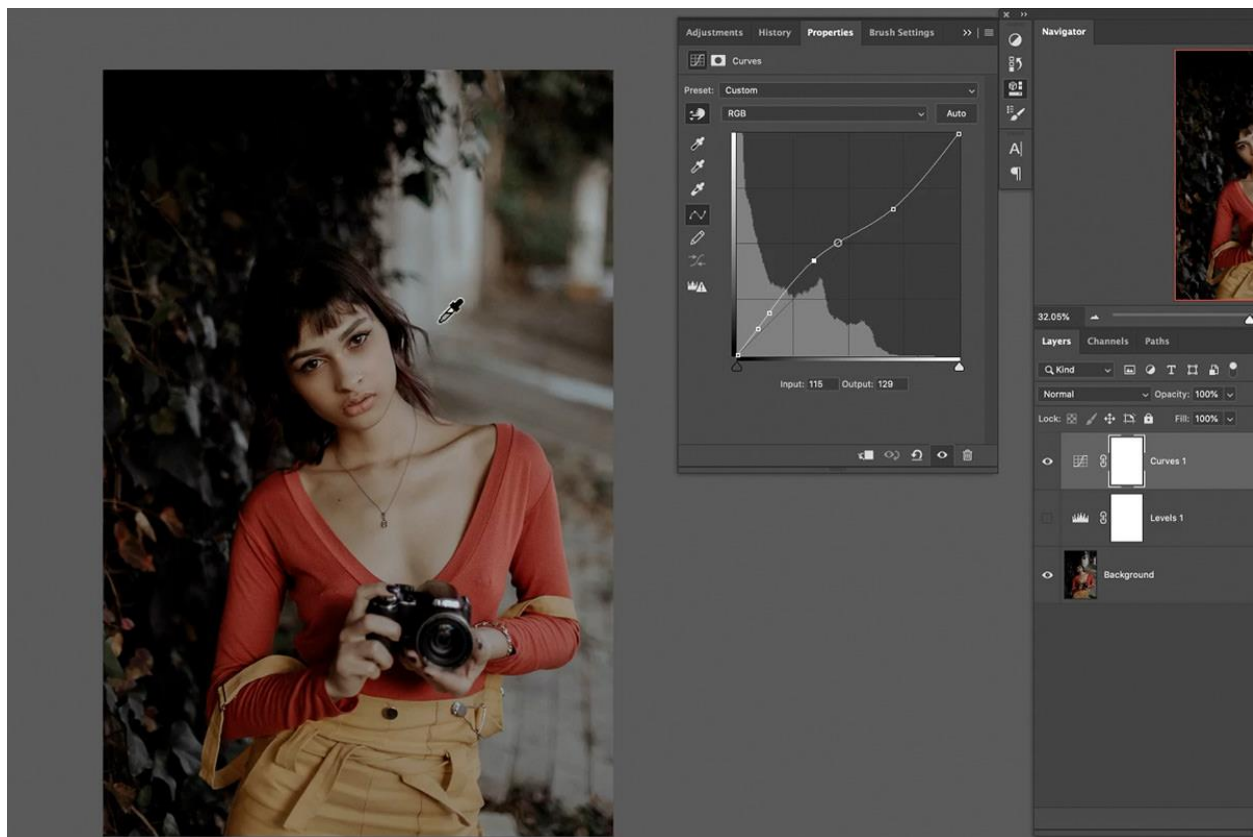 Adjustments History Properties Brush Settings
Curves
Preset: Custom
RGB Auto
Input: 115 Output: 129
A
Navigator
32.05%
Layers Channels Paths
Kind T
Normal Opacity: 100%
Lock: Fill: 100%
Curves 1
Levels 1
Background